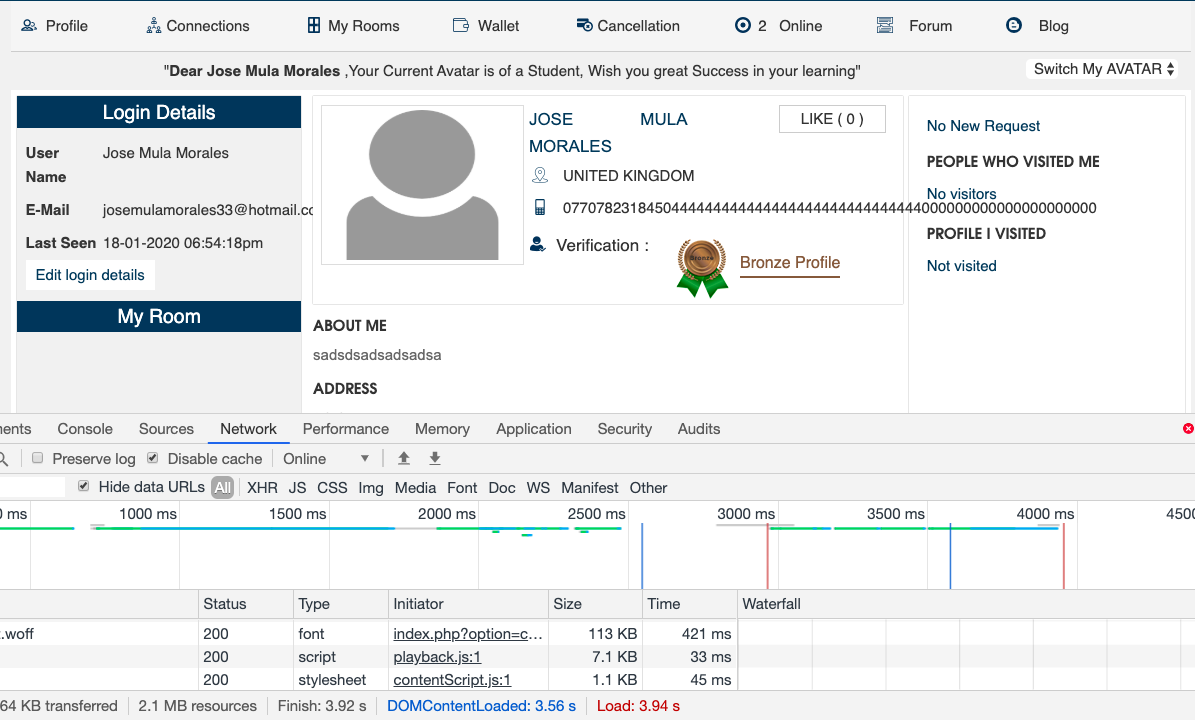 Profile Connections My Rooms Wallet Cancellation 2 Online Forum Blog
"Dear Jose Mula Morales ,Your Current Avatar is of a Student, Wish you great Success in your learning"
Switch My AVATAR
Login Details
User Name Jose Mula Morales
E-Mail josemulamorales33@hotmail.co
Last Seen 18-01-2020 06:54:18pm
Edit login details
My Room
JOSE MULA
MORALES
LIKE ( 0 )
UNITED KINGDOM
Verification :
Bronze
Bronze Profile
ABOUT ME
sadsdsadsadsadsa
ADDRESS
No New Request
PEOPLE WHO VISITED ME
No visitors
PROFILE I VISITED
Not visited
ents Console Sources Network Performance Memory Application Security Audits
Preserve log Disable cache Online
Hide data URLs All XHR JS CSS Img Media Font Doc WS Manifest Other
0 ms 1000 ms 1500 ms 2000 ms 2500 ms 3000 ms 3500 ms 4000 ms 4500
Status Type Initiator Size Time Waterfall
.woff 200 font index.php?option=c… 113 KB 421 ms
200 script playback.js:1 7.1 KB 33 ms
200 stylesheet contentScript.js:1 1.1 KB 45 ms
64 KB transferred 2.1 MB resources Finish: 3.92 s DOMContentLoaded: 3.56 s Load: 3.94 s